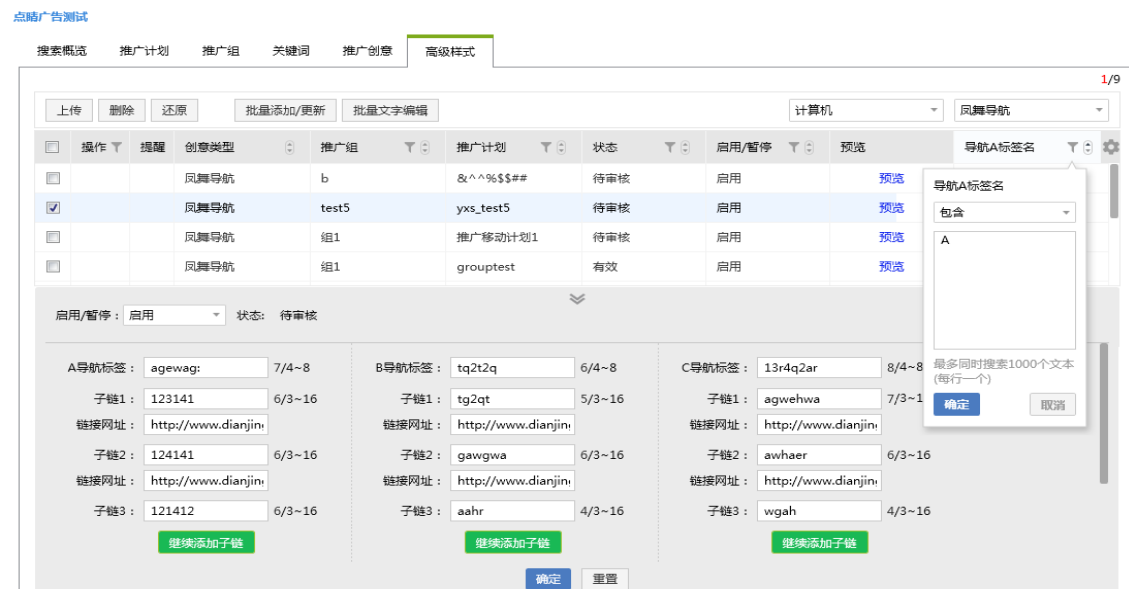 点睛广告测试
搜索概览 推广计划 推广组 关键词 推广创意 高级样式
1/9
上传 删除 还原 批量添加/更新 批量文字编辑 计算机 凤舞导航
操作 提醒 创意类型 推广组 推广计划 状态 启用/暂停 预览 导航A标签名
凤舞导航 b &^^%$$## 待审核 启用 预览
凤舞导航 test5 yxs_test5 待审核 启用 预览
凤舞导航 组1 推广移动计划1 待审核 启用 预览
凤舞导航 组1 grouptest 有效 启用 预览
导航A标签名
包含
A
最多同时搜索1000个文本
(每行一个)
确定 取消
启用/暂停： 启用 状态: 待审核
A导航标签： agewag: 7/4~8 B导航标签： tq2t2q 6/4~8 C导航标签： 13r4q2ar 8/4~8
子链1： 123141 6/3~16 子链1： tg2qt 5/3~16 子链1： agwehwa 7/3~1
链接网址： http://www.dianjin 链接网址： http://www.dianjin 链接网址： http://www.dianjin
子链2： 124141 6/3~16 子链2： gawgwa 6/3~16 子链2： awhaer 6/3~16
链接网址： http://www.dianjin 链接网址： http://www.dianjin 链接网址： http://www.dianjin
子链3： 121412 6/3~16 子链3： aahr 4/3~16 子链3： wgah 4/3~16
继续添加子链 继续添加子链 继续添加子链
确定 重置